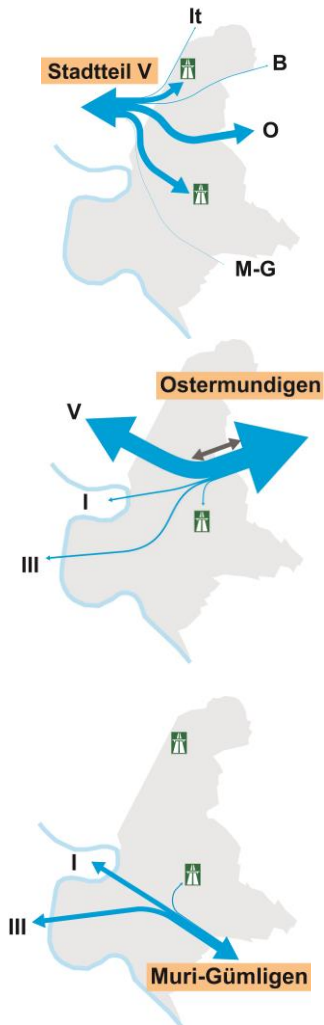 It
Stadtteil V
B
O
M-G
Ostermundigen
V
I
III
I
III
Muri-Gümligen